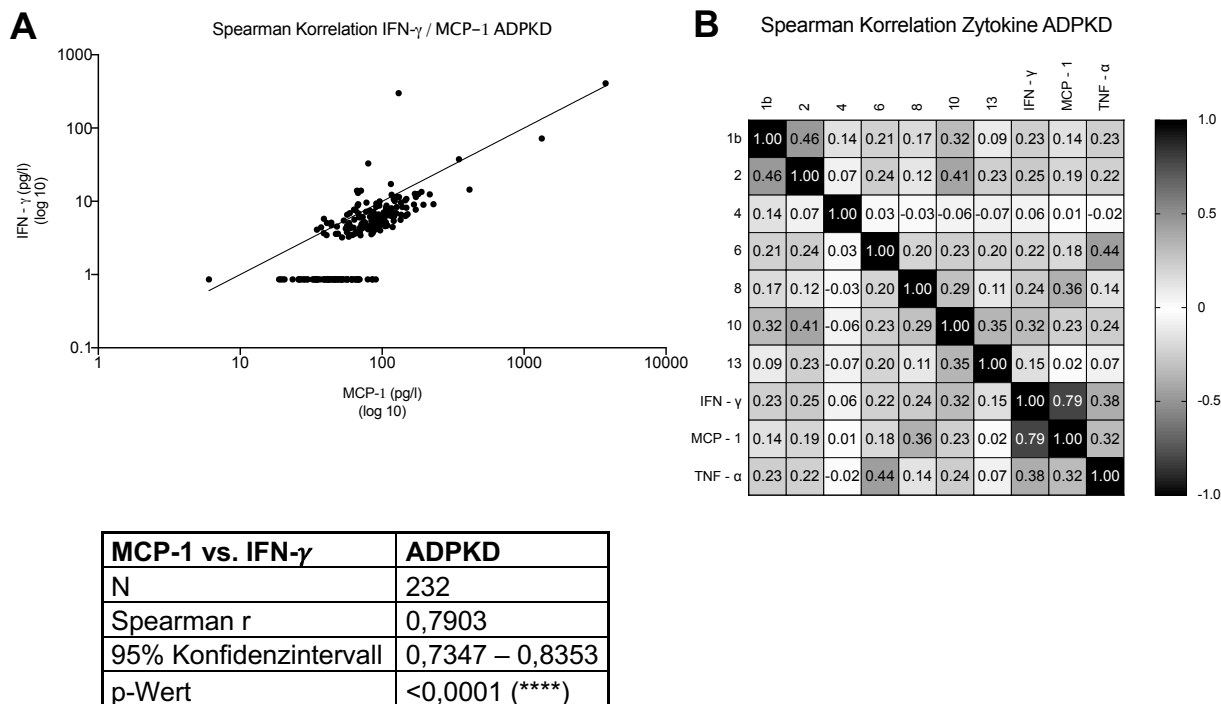 A
Spearman Korrelation IFN-γ / MCP-1 ADPKD
1000
100
10
1
0.1
IFN - γ (pg/l)
(log 10)
1 10 100 1000 10000
MCP-1 (pg/l)
(log 10)
B
Spearman Korrelation Zytokine ADPKD
1b 2 4 6 8 10 13 IFN - γ MCP - 1 TNF - α
1b 1.00 0.46 0.14 0.21 0.17 0.32 0.09 0.23 0.14 0.23
2 0.46 1.00 0.07 0.24 0.12 0.41 0.23 0.25 0.19 0.22
4 0.14 0.07 1.00 0.03 -0.03 -0.06 -0.07 0.06 0.01 -0.02
6 0.21 0.24 0.03 1.00 0.20 0.23 0.20 0.22 0.18 0.44
8 0.17 0.12 -0.03 0.20 1.00 0.29 0.11 0.24 0.36 0.14
10 0.32 0.41 -0.06 0.23 0.29 1.00 0.35 0.32 0.23 0.24
13 0.09 0.23 -0.07 0.20 0.11 0.35 1.00 0.15 0.02 0.07
IFN - γ 0.23 0.25 0.06 0.22 0.24 0.32 0.15 1.00 0.79 0.38
MCP - 1 0.14 0.19 0.01 0.18 0.36 0.23 0.02 0.79 1.00 0.32
TNF - α 0.23 0.22 -0.02 0.44 0.14 0.24 0.07 0.38 0.32 1.00
1.0
0.5
0
-0.5
-1.0
MCP-1 vs. IFN-γ ADPKD
N 232
Spearman r 0,7903
95% Konfidenzintervall 0,7347 – 0,8353
p-Wert <0,0001 (****)